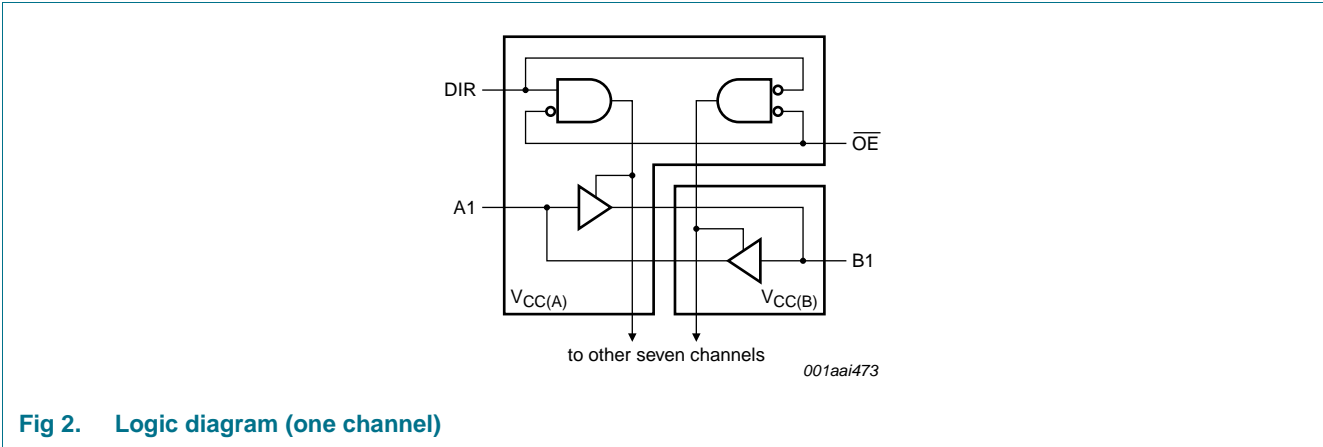 DIR
OE
A1
B1
VCC(A)
VCC(B)
to other seven channels
001aai473
Fig 2. Logic diagram (one channel)